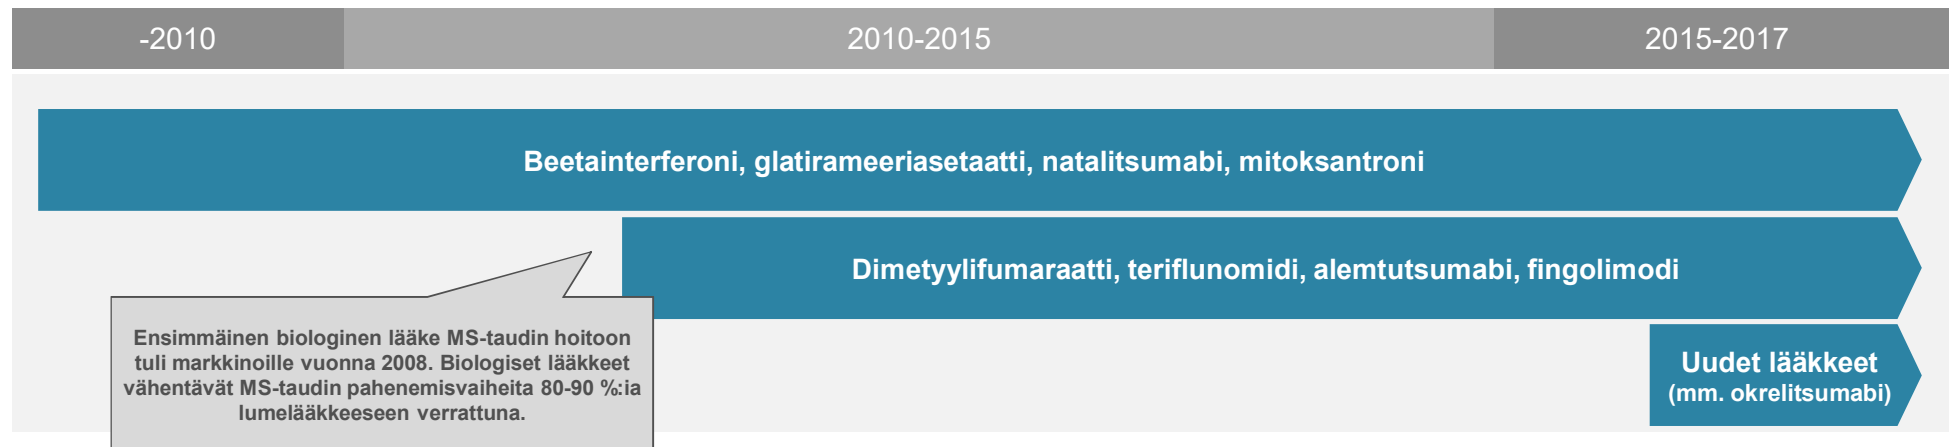 -2010
2010-2015
2015-2017
Beetainterferoni, glatirameeriasetaatti, natalitsumabi, mitoksantroni
Dimetyylifumaraatti, teriflunomidi, alemtutsumabi, fingolimodi
Ensimmäinen biologinen lääke MS-taudin hoitoon
tuli markkinoille vuonna 2008. Biologiset lääkkeet
vähentävät MS-taudin pahenemisvaiheita 80-90 %:ia
lumelääkkeeseen verrattuna.
Uudet lääkkeet
(mm. okrelitsumabi)